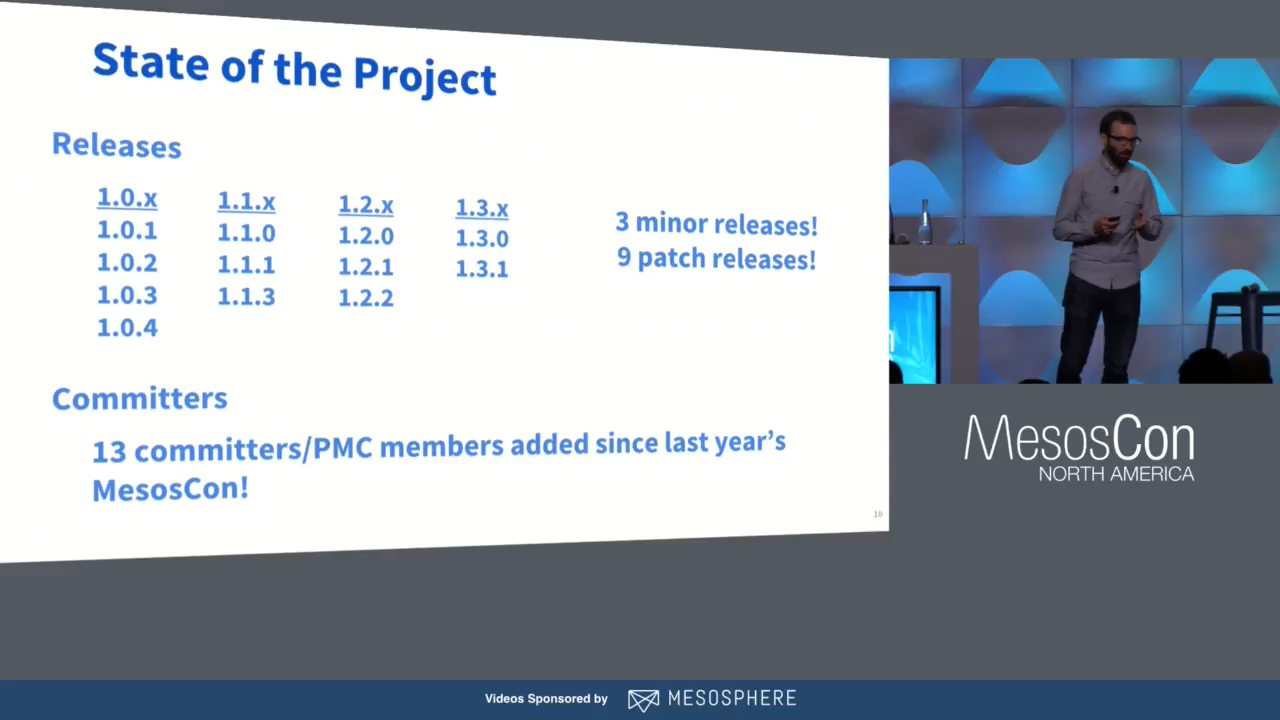 State of the Project
Releases
1.0.x 1.1.x 1.2.x 1.3.x
1.0.1 1.1.0 1.2.0 1.3.0
1.0.2 1.1.1 1.2.1 1.3.1
1.0.3 1.1.3 1.2.2
1.0.4
3 minor releases!
9 patch releases!
Committers
13 committers/PMC members added since last year's
MesosCon!
10
MesosCon
NORTH AMERICA
Videos Sponsored by MESOSPHERE